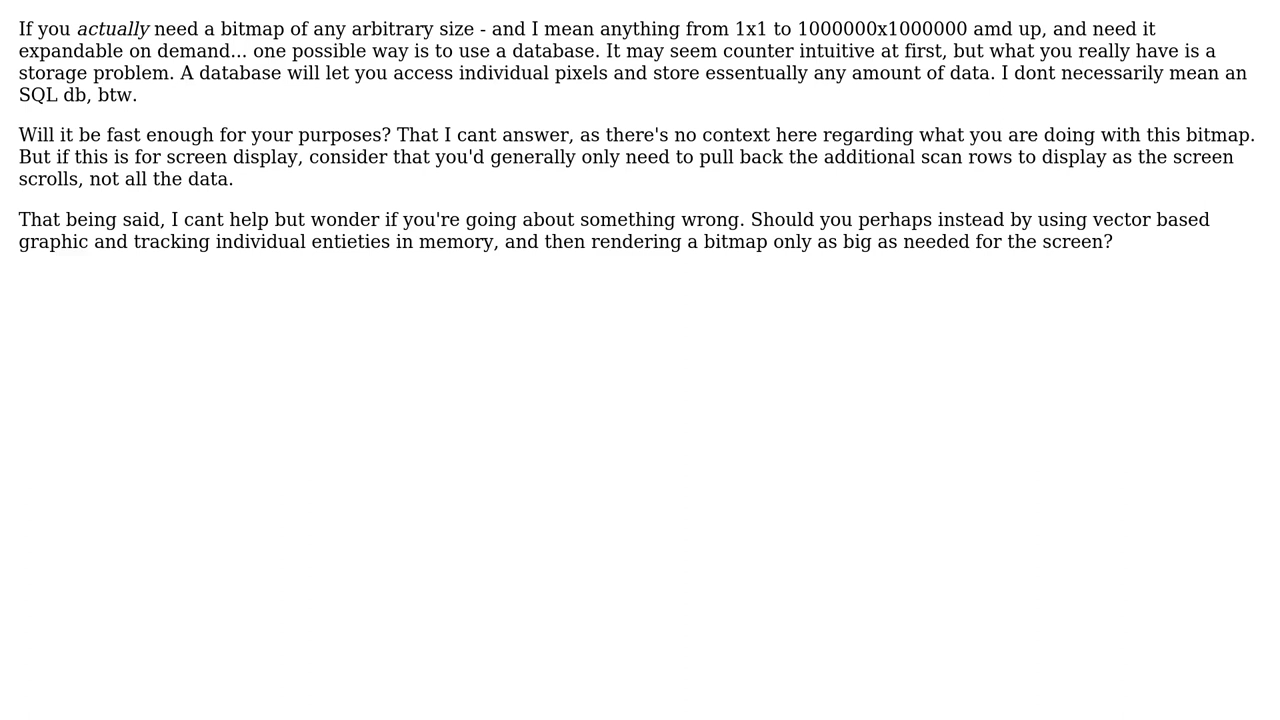 If you actually need a bitmap of any arbitrary size - and I mean anything from 1x1 to 1000000x1000000 amd up, and need it
expandable on demand... one possible way is to use a database. It may seem counter intuitive at first, but what you really have is a
storage problem. A database will let you access individual pixels and store essentually any amount of data. I dont necessarily mean an
SQL db, btw.
Will it be fast enough for your purposes? That I cant answer, as there's no context here regarding what you are doing with this bitmap.
But if this is for screen display, consider that you'd generally only need to pull back the additional scan rows to display as the screen
scrolls, not all the data.
That being said, I cant help but wonder if you're going about something wrong. Should you perhaps instead by using vector based
graphic and tracking individual entieties in memory, and then rendering a bitmap only as big as needed for the screen?